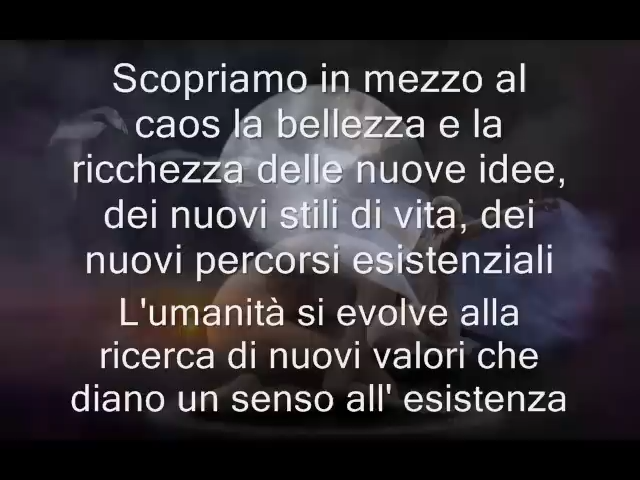 Scopriamo in mezzo al
caos la bellezza e la
ricchezza delle nuove idee,
dei nuovi stili di vita, dei
nuovi percorsi esistenziali
L'umanità si evolve alla
ricerca di nuovi valori che
diano un senso all' esistenza